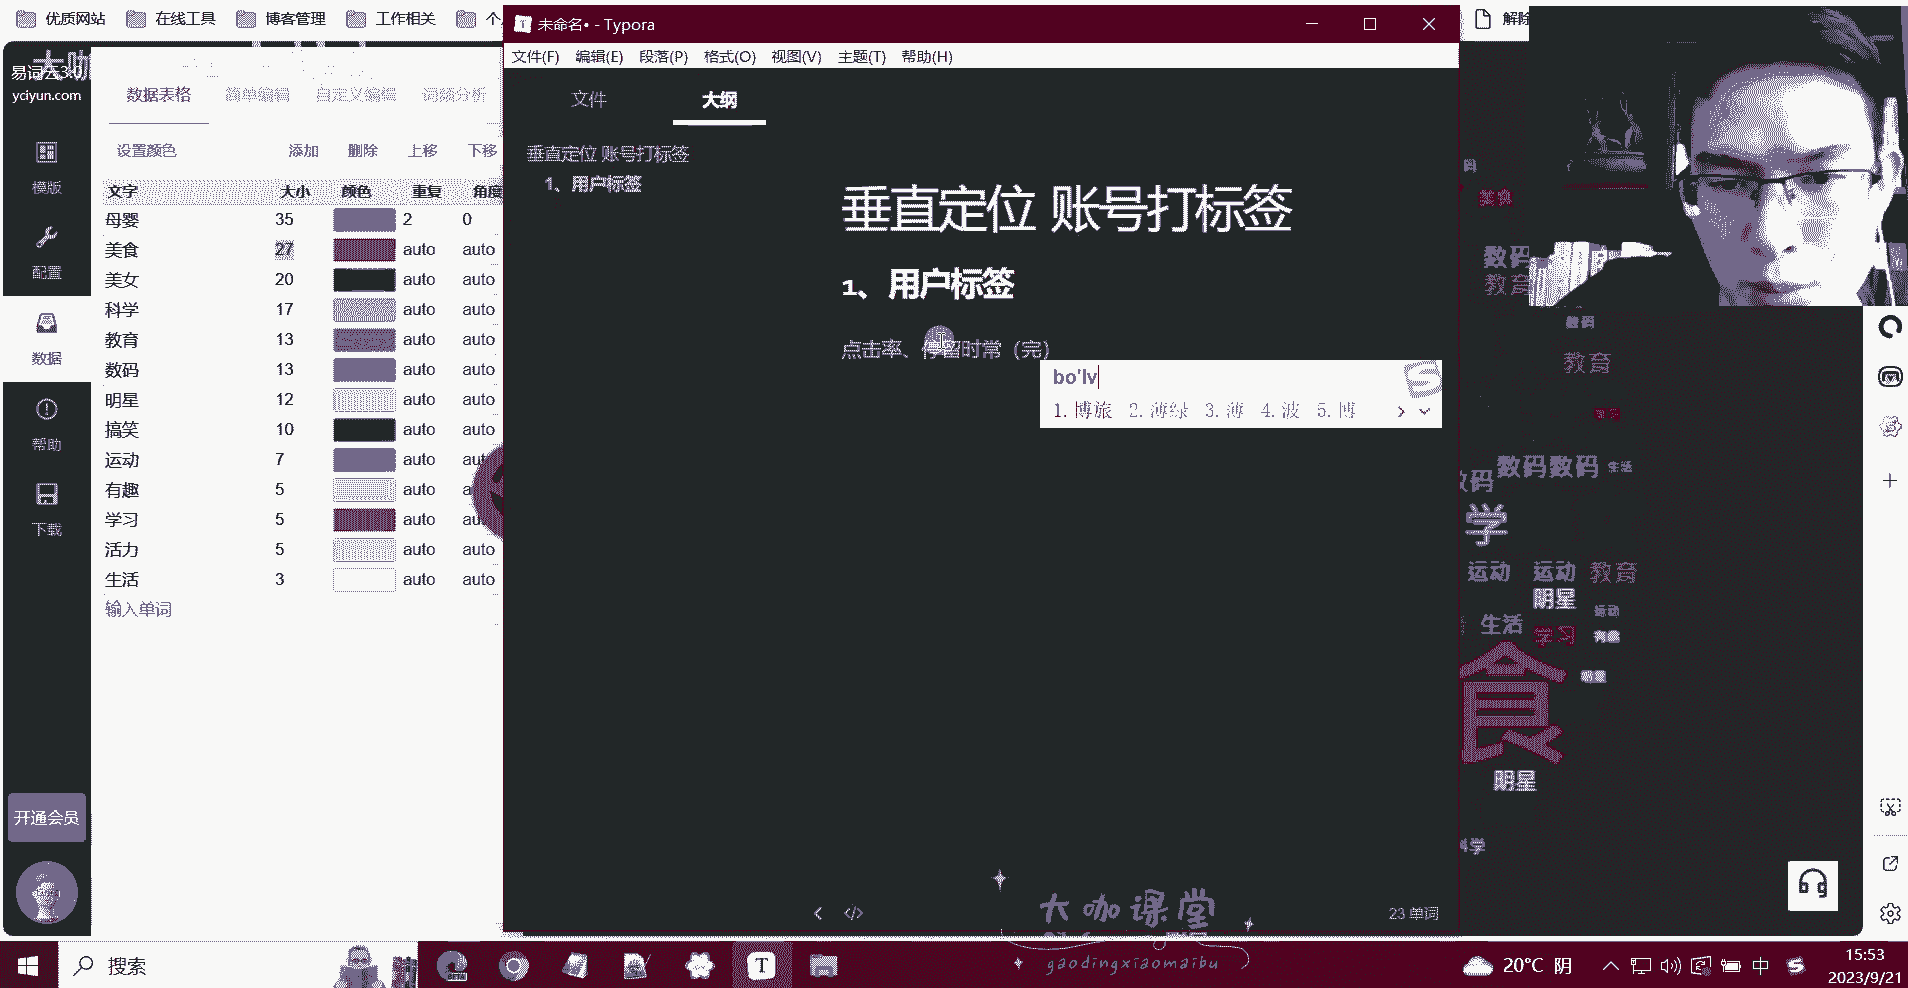 优质网站 在线工具 博客管理 工作相关
未命名• - Typora
解除
文件(F) 编辑(E) 段落(P) 格式(O) 视图(V) 主题(T) 帮助(H)
易词云3.0
yciyun.com
数据表格 简单编辑 自定义编辑 词频分析
设置颜色 添加 删除 上移 下移
文字 大小 颜色 重复 角度
母婴 35 2 0
美食 27 auto auto
美女 20 auto auto
科学 17 auto auto
教育 13 auto auto
数码 13 auto auto
明星 12 auto auto
搞笑 10 auto auto
运动 7 auto
有趣 5 auto
学习 5 auto
活力 5 auto auto
生活 3 auto auto
输入单词
模版
配置
数据
帮助
下载
开通会员
文件 大纲
垂直定位 账号打标签
1、用户标签
垂直定位 账号打标签
1、用户标签
点击率、停留时常（完）
bo'lv
1.博旅 2.薄绿 3.薄 4.波 5.博
23 单词
美食
数码
教育
数码
教育
数码数码 生活
学
运动 运动 教育
明星
运动
生活 学习
食
明星
大咖课堂
gaodingxiaomaibu
搜索
20°C 阴
中
15:53
2023/9/21